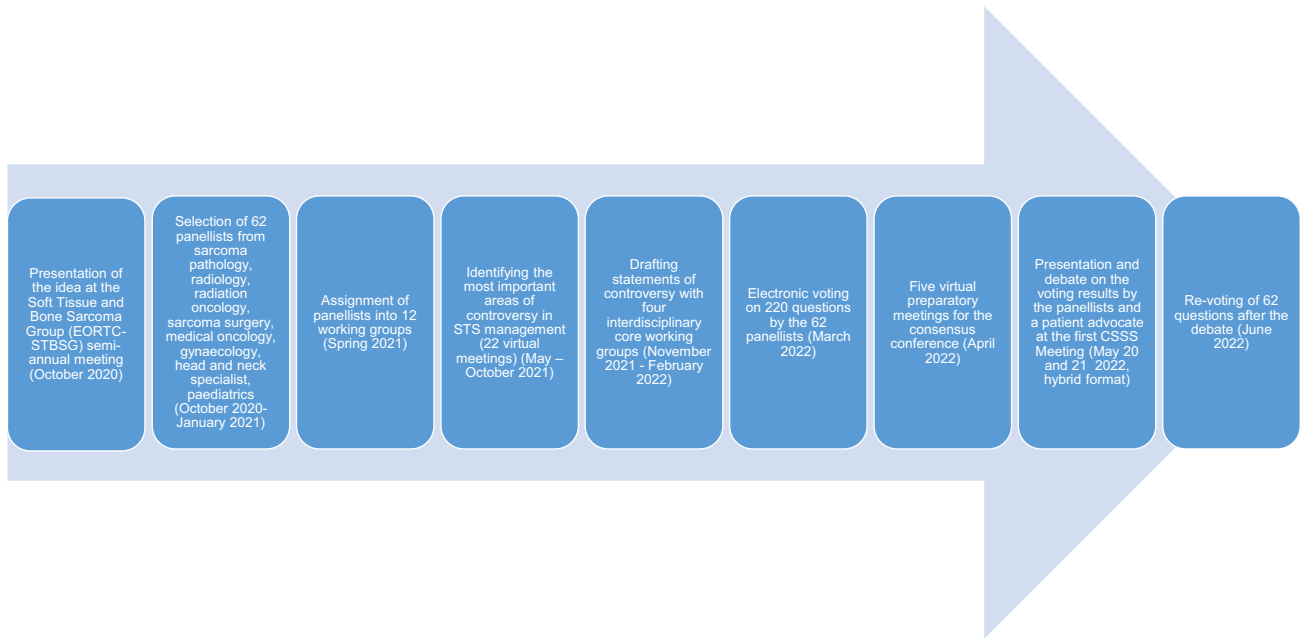 Presentation of
the idea at the
Soft Tissue and
Bone Sarcoma
Group (EORTC-
STBSG) semi-
annual meeting
(October 2020)
Selection of 62
panellists from
sarcoma
pathology,
radiology,
radiation
oncology,
sarcoma surgery,
medical oncology,
gynaecology,
head and neck
specialist,
paediatrics
(October 2020-
January 2021)
Assignment of
panellists into 12
working groups
(Spring 2021)
Identifying the
most important
areas of
controversy in
STS management
(22 virtual
meetings) (May –
October 2021)
Drafting
statements of
controversy with
four
interdisciplinary
core working
groups (November
2021 - February
2022)
Electronic voting
on 220 questions
by the 62
panellists (March
2022)
Five virtual
preparatory
meetings for the
consensus
conference (April
2022)
Presentation and
debate on the
voting results by
the panellists and
a patient advocate
at the first CSSS
Meeting (May 20
and 21 2022,
hybrid format)
Re-voting of 62
questions after the
debate (June
2022)